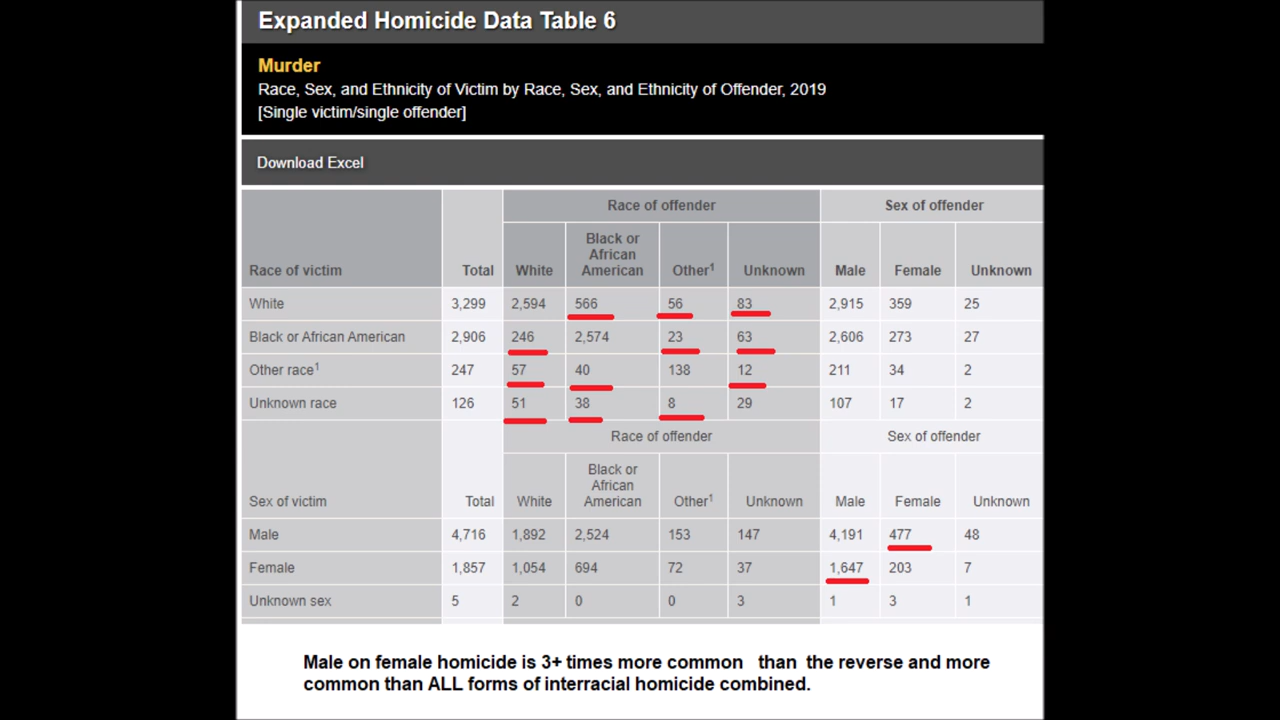 Expanded Homicide Data Table 6
Murder
Race, Sex, and Ethnicity of Victim by Race, Sex, and Ethnicity of Offender, 2019
[Single victim/single offender]
Download Excel
Race of offender Sex of offender
Race of victim Total White Black or African American Other1 Unknown Male Female Unknown
White 3,299 2,594 566 56 83 2,915 359 25
Black or African American 2,906 246 2,574 23 63 2,606 273 27
Other race1 247 57 40 138 12 211 34 2
Unknown race 126 51 38 8 29 107 17 2
Race of offender Sex of offender
Sex of victim Total White Black or African American Other1 Unknown Male Female Unknown
Male 4,716 1,892 2,524 153 147 4,191 477 48
Female 1,857 1,054 694 72 37 1,647 203 7
Unknown sex 5 2 0 0 3 1 3 1
Male on female homicide is 3+ times more common than the reverse and more
common than ALL forms of interracial homicide combined.